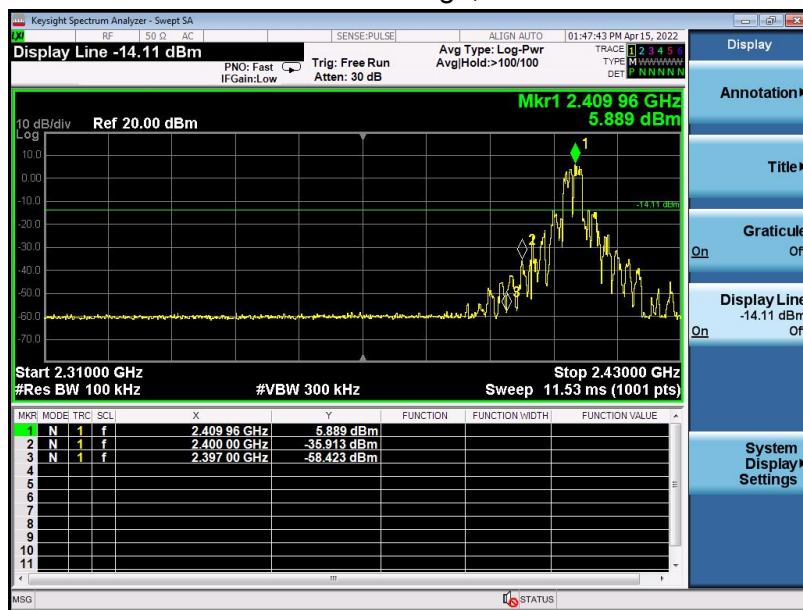 Keysight Spectrum Analyzer - Swept SA
LXI RF 50 Ω AC SENSE:PULSE ALIGN AUTO 01:47:43 PM Apr 15, 2022
Display Line -14.11 dBm
PNO: Fast
IFGain:Low
Trig: Free Run
Atten: 30 dB
Avg Type: Log-Pwr
Avg|Hold:>100/100
TRACE 1 2 3 4 5 6
TYPE M WWWWW
DET P N N N N N
Mkr1 2.409 96 GHz
5.889 dBm
10 dB/div Ref 20.00 dBm
Log
10.0
0.00
-10.0
-20.0
-30.0
-40.0
-50.0
-60.0
-70.0
1
-14.11 dBm
2
3
Start 2.31000 GHz Stop 2.43000 GHz
#Res BW 100 kHz #VBW 300 kHz Sweep 11.53 ms (1001 pts)
MKR MODE TRC SCL X Y FUNCTION FUNCTION WIDTH FUNCTION VALUE
1 N 1 f 2.409 96 GHz 5.889 dBm
2 N 1 f 2.400 00 GHz -35.913 dBm
3 N 1 f 2.397 00 GHz -58.423 dBm
4
5
6
7
8
9
10
11
MSG STATUS
Display
Annotation
Title
Graticule
On Of
Display Line
-14.11 dBm
On Of
System
Display
Settings